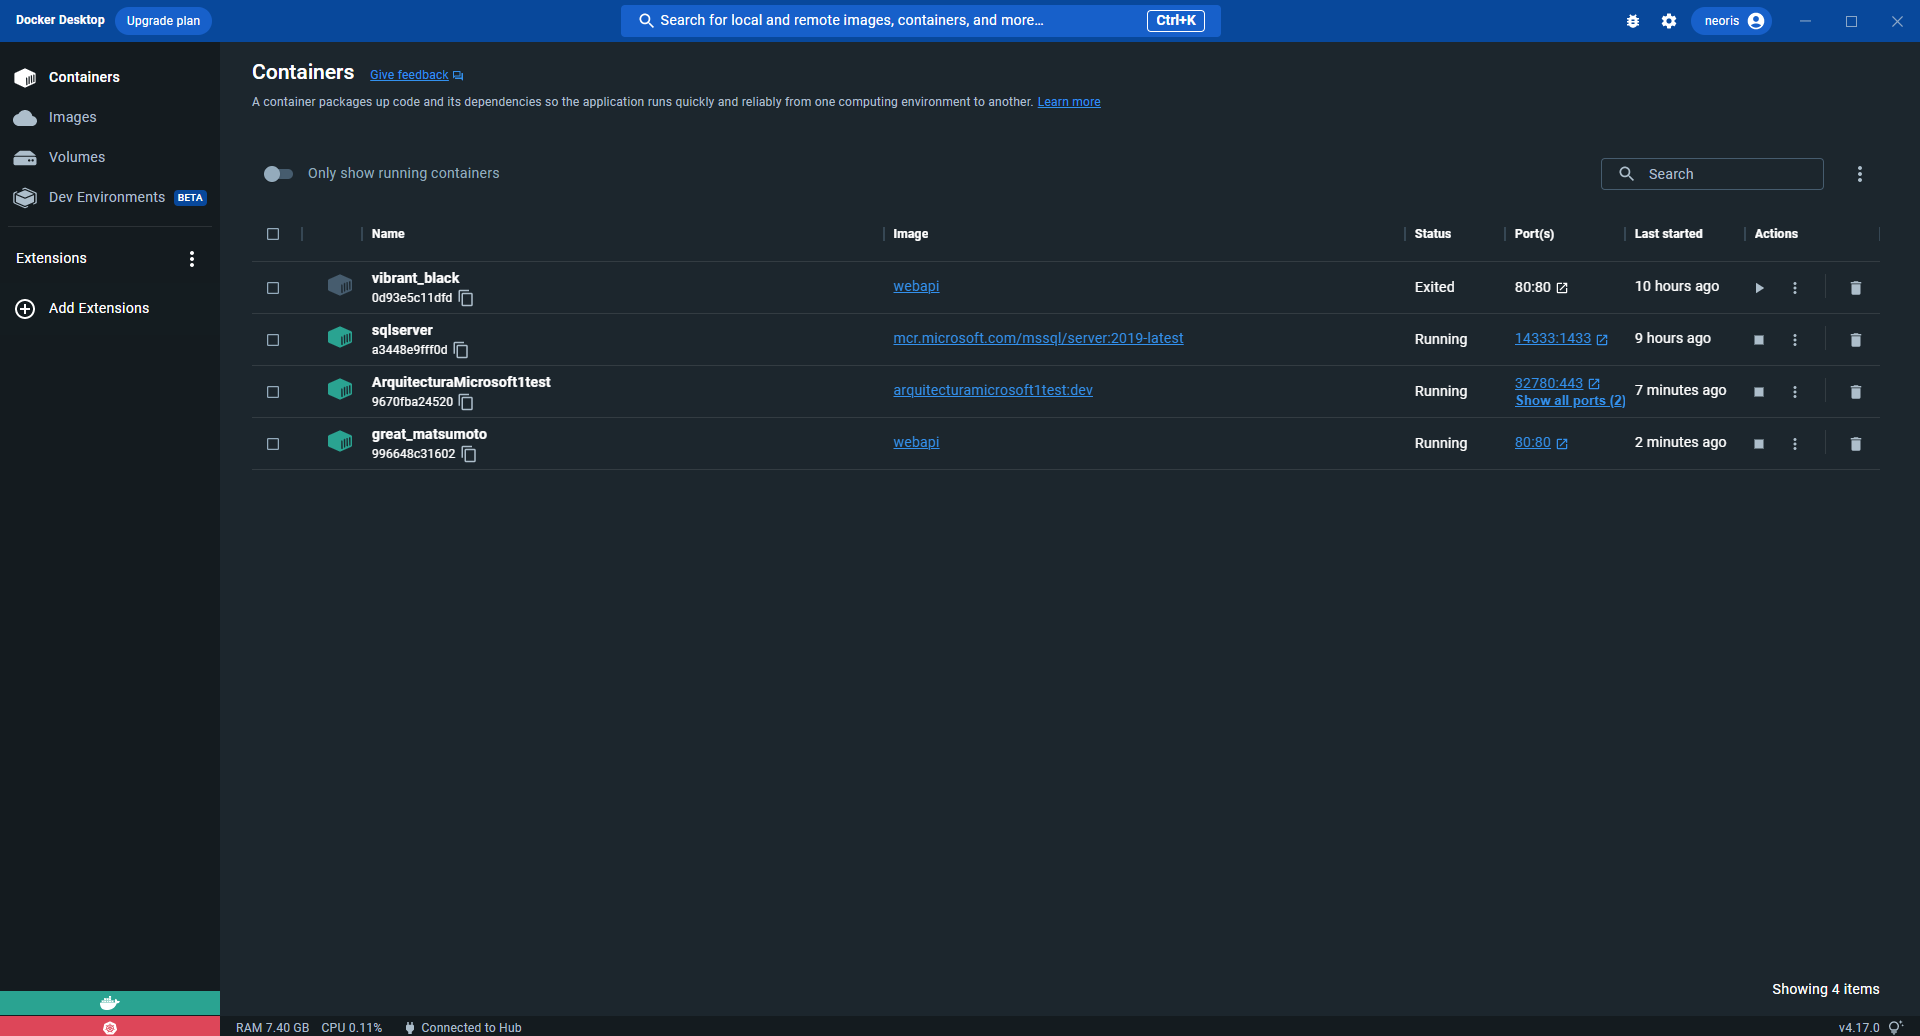 Docker Desktop Upgrade plan Search for local and remote images, containers, and more... Ctrl+K neoris
Containers
Images
Volumes
Dev Environments BETA
Extensions
Add Extensions
Containers Give feedback
A container packages up code and its dependencies so the application runs quickly and reliably from one computing environment to another. Learn more
Only show running containers Search
Name Image Status Port(s) Last started Actions
vibrant_black
0d93e5c11dfd webapi Exited 80:80 10 hours ago
sqlserver
a3448e9fff0d mcr.microsoft.com/mssql/server:2019-latest Running 14333:1433 9 hours ago
ArquitecturaMicrosoft1test
9670fba24520 arquitecturamicrosoft1test:dev Running 32780:443 7 minutes ago
Show all ports (2)
great_matsumoto
996648c31602 webapi Running 80:80 2 minutes ago
Showing 4 items
RAM 7.40 GB CPU 0.11% Connected to Hub v4.17.0